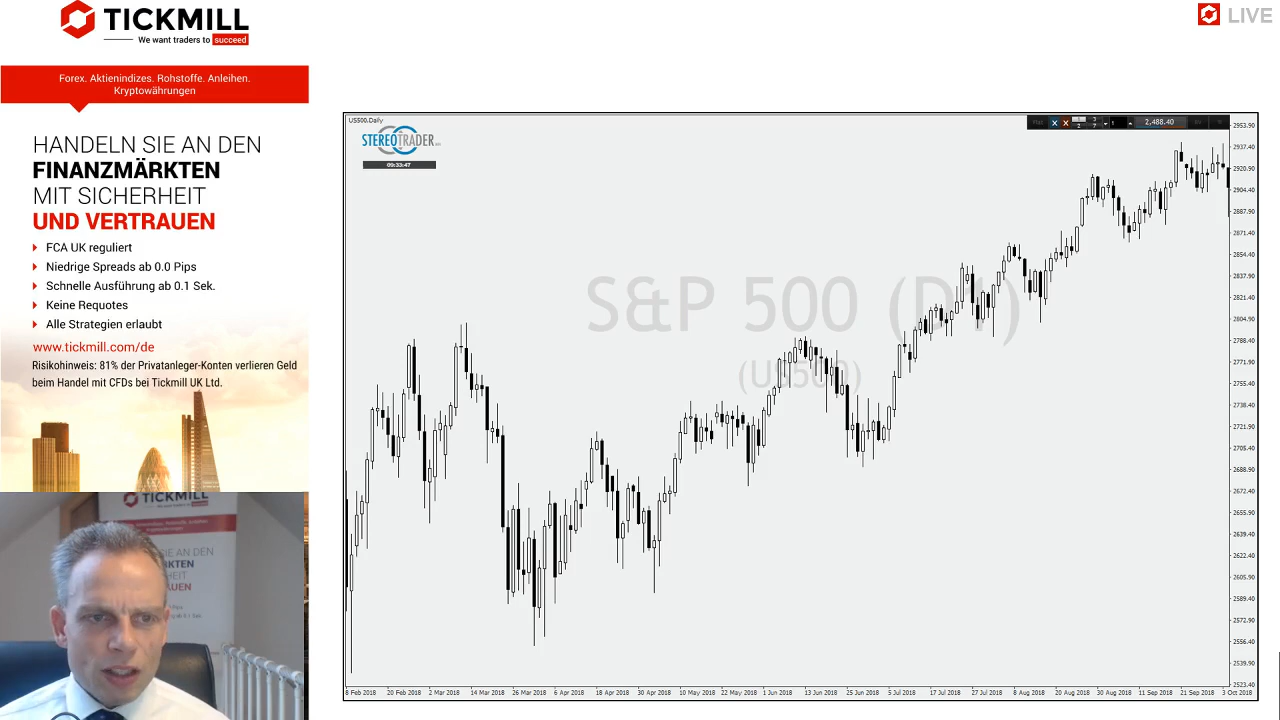 TICKMILL
We want traders to succeed
LIVE
Forex. Aktienindizes. Rohstoffe. Anleihen.
Kryptowährungen
HANDELN SIE AN DEN
FINANZMÄRKTEN
MIT SICHERHEIT
UND VERTRAUEN
FCA UK reguliert
Niedrige Spreads ab 0.0 Pips
Schnelle Ausführung ab 0.1 Sek.
Keine Requotes
Alle Strategien erlaubt
www.tickmill.com/de
Risikohinweis: 81% der Privatanleger-Konten verlieren Geld
beim Handel mit CFDs bei Tickmill UK Ltd.
TICKMILL
SIE AN DEN
US500.Daily
STEREOTRADER
09:33:47
2,488.40
S&P 500 (D1)
(US500)
2953.90
2937.40
2920.90
2904.40
2887.90
2871.40
2854.40
2837.90
2821.40
2804.90
2788.40
2771.90
2755.40
2738.40
2721.90
2705.40
2688.90
2672.40
2655.90
2639.40
2622.40
2605.90
2589.40
2572.90
2556.40
2539.90
2523.40
8 Feb 2018
20 Feb 2018
2 Mar 2018
14 Mar 2018
26 Mar 2018
6 Apr 2018
18 Apr 2018
30 Apr 2018
10 May 2018
22 May 2018
1 Jun 2018
13 Jun 2018
25 Jun 2018
5 Jul 2018
17 Jul 2018
27 Jul 2018
8 Aug 2018
20 Aug 2018
30 Aug 2018
11 Sep 2018
21 Sep 2018
3 Oct 2018